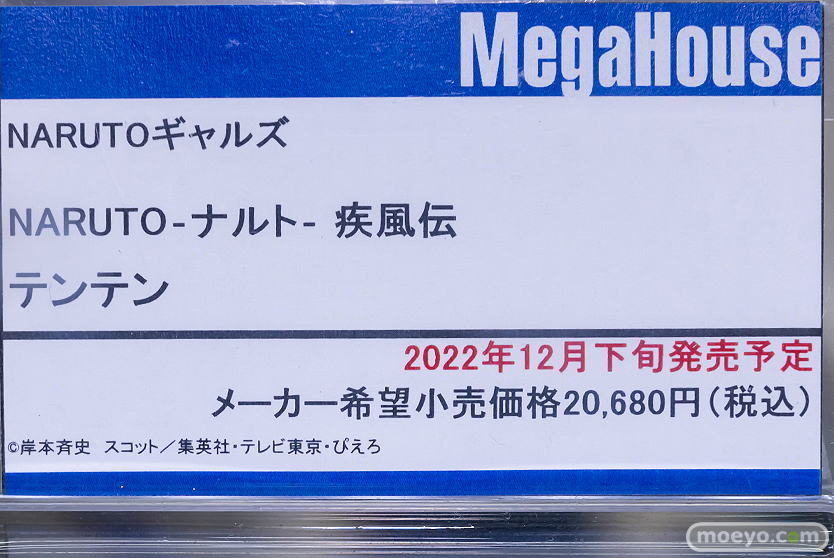 MegaHouse
NARUTOギャルズ
NARUTO-ナルト- 疾風伝
テンテン
2022年12月下旬発売予定
メーカー希望小売価格20,680円(税込)
©岸本斉史 スコット／集英社・テレビ東京・ぴえろ
moeyo.com